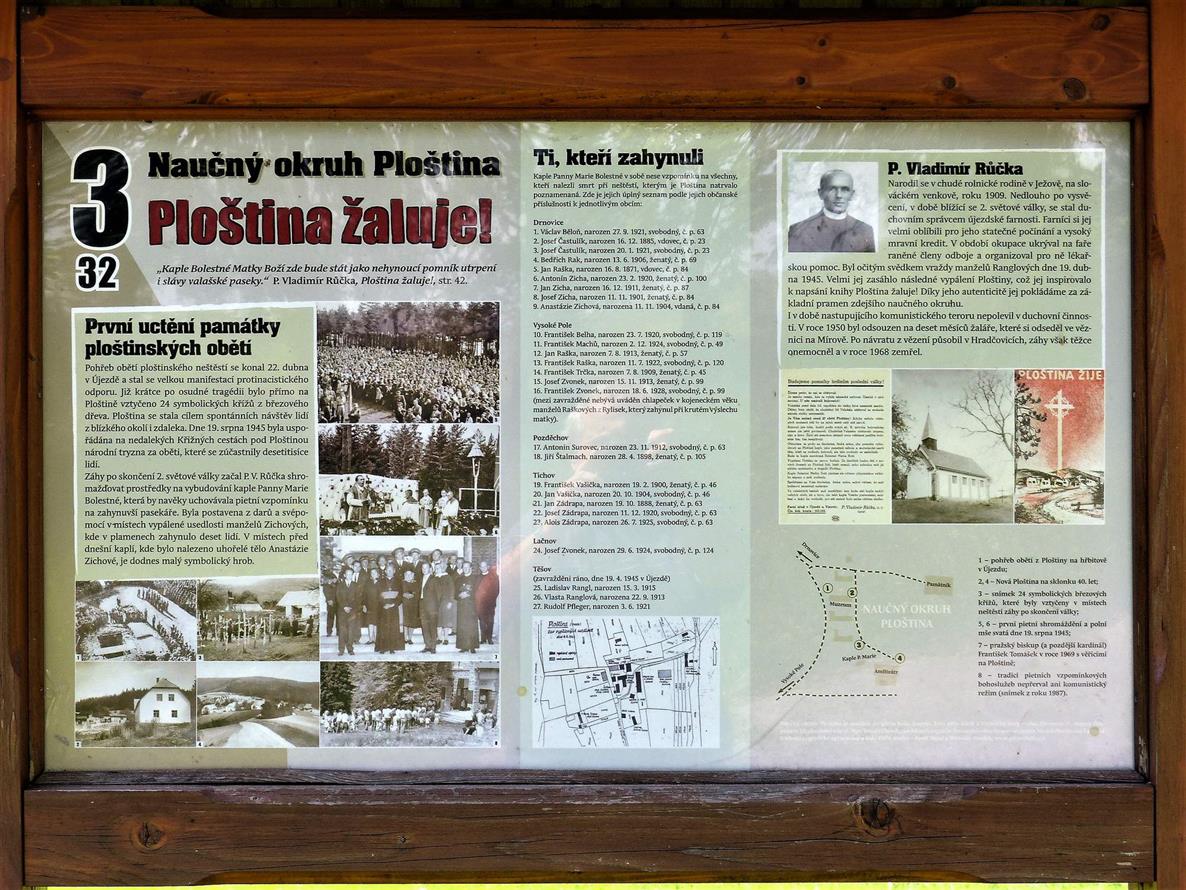 3
32
Naučný okruh Ploština
Ploština žaluje!
„Kaple Bolestné Matky Boží zde bude stát jako nehynoucí pomník utrpení
i slávy valašské paseky.“ P. Vladimír Růčka, Ploština žaluje!, str. 42.
První uctění památky
ploštinských obětí
Pohřeb obětí ploštinského neštěstí se konal 22. dubna
v Újezdě a stal se velkou manifestací protinacistického
odporu. Již krátce po osudné tragédii bylo přímo na
Ploštině vztyčeno 24 symbolických křížů z březového
dřeva. Ploština se stala cílem spontánních návštěv lidí
z blízkého okolí i zdaleka. Dne 19. srpna 1945 byla uspo-
řádána na nedalekých Křížných cestách pod Ploštinou
národní tryzna za oběti, které se zúčastnily desetitisíce
lidí.
Záhy po skončení 2. světové války začal P. V. Růčka shro-
mažďovat prostředky na vybudování kaple Panny Marie
Bolestné, která by navěky uchovávala pietní vzpomínku
na zahynuvší pasekáře. Byla postavena z darů a svépo-
mocí v místech vypálené usedlosti manželů Zichových,
kde v plamenech zahynulo deset lidí. V místech před
dnešní kaplí, kde bylo nalezeno uhořelé tělo Anastázie
Zichové, je dodnes malý symbolický hrob.
Ti, kteří zahynuli
Kaple Panny Marie Bolestné v sobě nese vzpomínku na všechny,
kteří nalezli smrt při neštěstí, kterým je Ploština natrvalo
poznamenaná. Zde je jejich úplný seznam podle jejich občanské
příslušnosti k jednotlivým obcím:
Drnovice
1. Václav Běloň, narozen 27. 9. 1921, svobodný, č. p. 63
2. Josef Častulík, narozen 16. 12. 1885, vdovec, č. p. 23
3. Josef Častulík, narozen 20. 1. 1921, svobodný, č. p. 23
4. Bedřich Rak, narozen 13. 6. 1906, ženatý, č. p. 69
5. Jan Raška, narozen 16. 8. 1871, vdovec, č. p. 84
6. Antonín Zicha, narozen 23. 2. 1920, ženatý, č. p. 100
7. Jan Zicha, narozen 16. 12. 1911, ženatý, č. p. 87
8. Josef Zicha, narozen 11. 11. 1901, ženatý, č. p. 84
9. Anastázie Zichová, narozena 11. 11. 1904, vdaná, č. p. 84
Vysoké Pole
10. František Belha, narozen 23. 7. 1920, svobodný, č. p. 119
11. František Machů, narozen 2. 12. 1924, svobodný, č. p. 49
12. Jan Raška, narozen 7. 8. 1913, ženatý, č. p. 57
13. František Raška, narozen 11. 7. 1922, svobodný, č. p. 120
14. František Trčka, narozen 7. 8. 1909, ženatý, č. p. 45
15. Josef Zvonek, narozen 15. 11. 1913, ženatý, č. p. 99
16. František Zvonek, narozen 18. 6. 1928, svobodný, č. p. 99
(mezi zavražděné nebývá uváděn chlapeček v kojeneckém věku
manželů Raškových z Rylisek, který zahynul při krutém výslechu
matky).
Pozděchov
17. Antonín Surovec, narozen 23. 11. 1912, svobodný, č. p. 63
18. Jiří Štalmach, narozen 28. 4. 1898, ženatý, č. p. 105
Tichov
19. František Vašička, narozen 19. 2. 1900, ženatý, č. p. 46
20. Jan Vašička, narozen 20. 10. 1904, svobodný, č. p. 46
21. Jan Zádrapa, narozen 19. 10. 1888, ženatý, č. p. 63
22. Josef Zádrapa, narozen 11. 12. 1920, svobodný, č. p. 63
23. Alois Zádrapa, narozen 26. 7. 1925, svobodný, č. p. 63
Lačnov
24. Josef Zvonek, narozen 29. 6. 1924, svobodný, č. p. 124
Těšov
(zavražděni ráno, dne 19. 4. 1945 v Újezdě)
25. Ladislav Rangl, narozen 15. 3. 1915
26. Vlasta Ranglová, narozena 22. 9. 1913
27. Rudolf Pfleger, narozen 3. 6. 1921
Ploština
P. Vladimír Růčka
Narodil se v chudé rolnické rodině v Ježově, na slo-
váckém venkově, roku 1909. Nedlouho po vysvě-
cení, v době blížící se 2. světové války, se stal du-
chovním správcem újezdské farnosti. Farníci si jej
velmi oblíbili pro jeho statečné počínání a vysoký
mravní kredit. V období okupace ukrýval na faře
raněné členy odboje a organizoval pro ně lékař-
skou pomoc. Byl očitým svědkem vraždy manželů Ranglových dne 19. dub-
na 1945. Velmi jej zasáhlo následné vypálení Ploštiny, což jej inspirovalo
k napsání knihy Ploština žaluje! Díky jeho autenticitě jej pokládáme za zá-
kladní pramen zdejšího naučného okruhu.
I v době nastupujícího komunistického teroru nepolevil v duchovní činnos-
ti. V roce 1950 byl odsouzen na deset měsíců žaláře, které si odseděl ve věz-
nici na Mírově. Po návratu z vězení působil v Hradčovicích, záhy však těžce
onemocněl a v roce 1968 zemřel.
PLOŠTINA ŽIJE
Drnovice
Památník
1
2
Muzeum
NAUČNÝ OKRUH
PLOŠTINA
3
Kaple P. Marie
4
Amfiteátr
Vysoké Pole
1 – pohřeb obětí z Ploštiny na hřbitově
v Újezdu;
2, 4 – Nová Ploština na sklonku 40. let;
3 – snímek 24 symbolických březových
křížů, které byly vztyčeny v místech
neštěstí záhy po skončení války;
5, 6 – první pietní shromáždění a polní
mše svatá dne 19. srpna 1945;
7 – pražský biskup (a pozdější kardinál)
František Tomášek v roce 1969 s věřícími
na Ploštině;
8 – tradici pietních vzpomínkových
bohoslužeb nepřerval ani komunistický
režim (snímek z roku 1987).